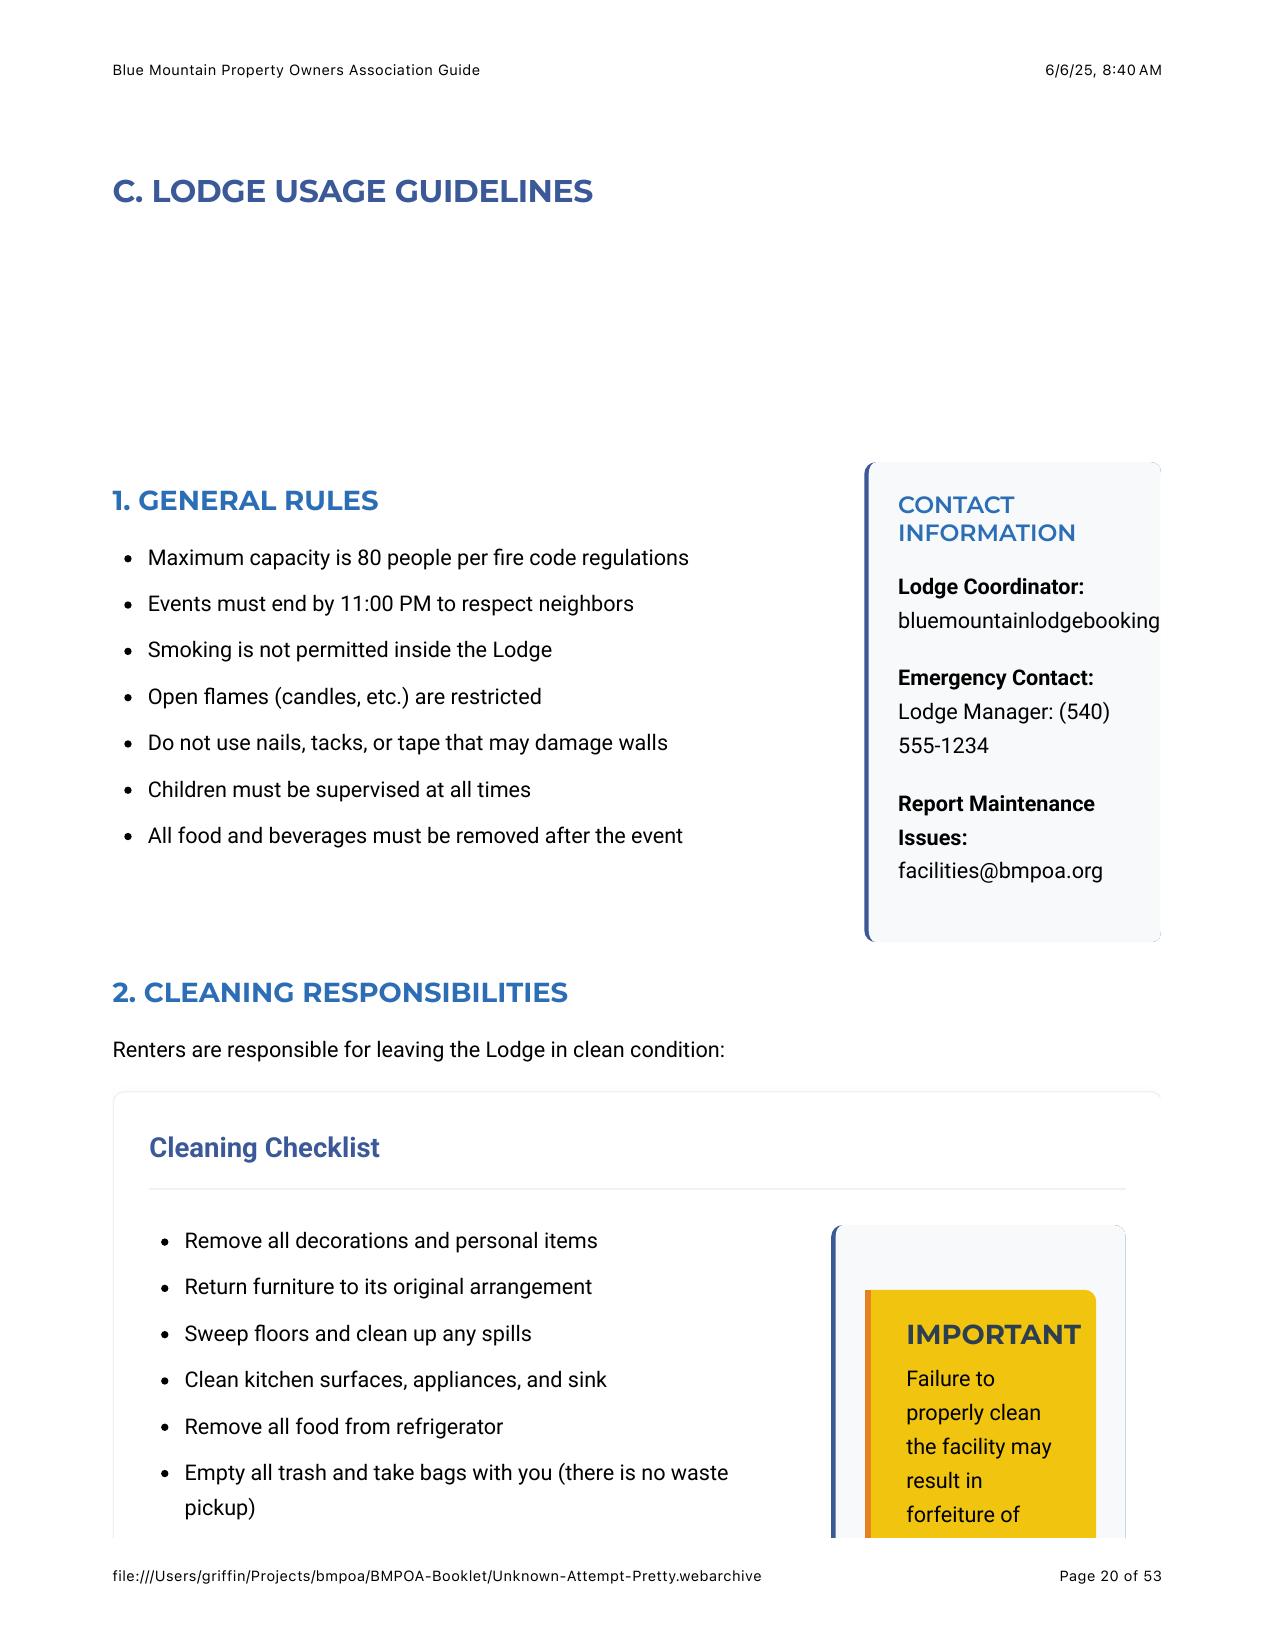 Blue Mountain Property Owners Association Guide
6/6/25, 8:40 AM
C. LODGE USAGE GUIDELINES
1. GENERAL RULES
• Maximum capacity is 80 people per fire code regulations
• Events must end by 11:00 PM to respect neighbors
• Smoking is not permitted inside the Lodge
• Open flames (candles, etc.) are restricted
• Do not use nails, tacks, or tape that may damage walls
• Children must be supervised at all times
• All food and beverages must be removed after the event
CONTACT
INFORMATION
Lodge Coordinator:
bluemountainlodgebooking
Emergency Contact:
Lodge Manager: (540)
555-1234
Report Maintenance
Issues:
facilities@bmpoa.org
2. CLEANING RESPONSIBILITIES
Renters are responsible for leaving the Lodge in clean condition:
Cleaning Checklist
• Remove all decorations and personal items
• Return furniture to its original arrangement
• Sweep floors and clean up any spills
• Clean kitchen surfaces, appliances, and sink
• Remove all food from refrigerator
• Empty all trash and take bags with you (there is no waste
pickup)
IMPORTANT
Failure to
properly clean
the facility may
result in
forfeiture of
file:///Users/griffin/Projects/bmpoa/BMPOA-Booklet/Unknown-Attempt-Pretty.webarchive
Page 20 of 53